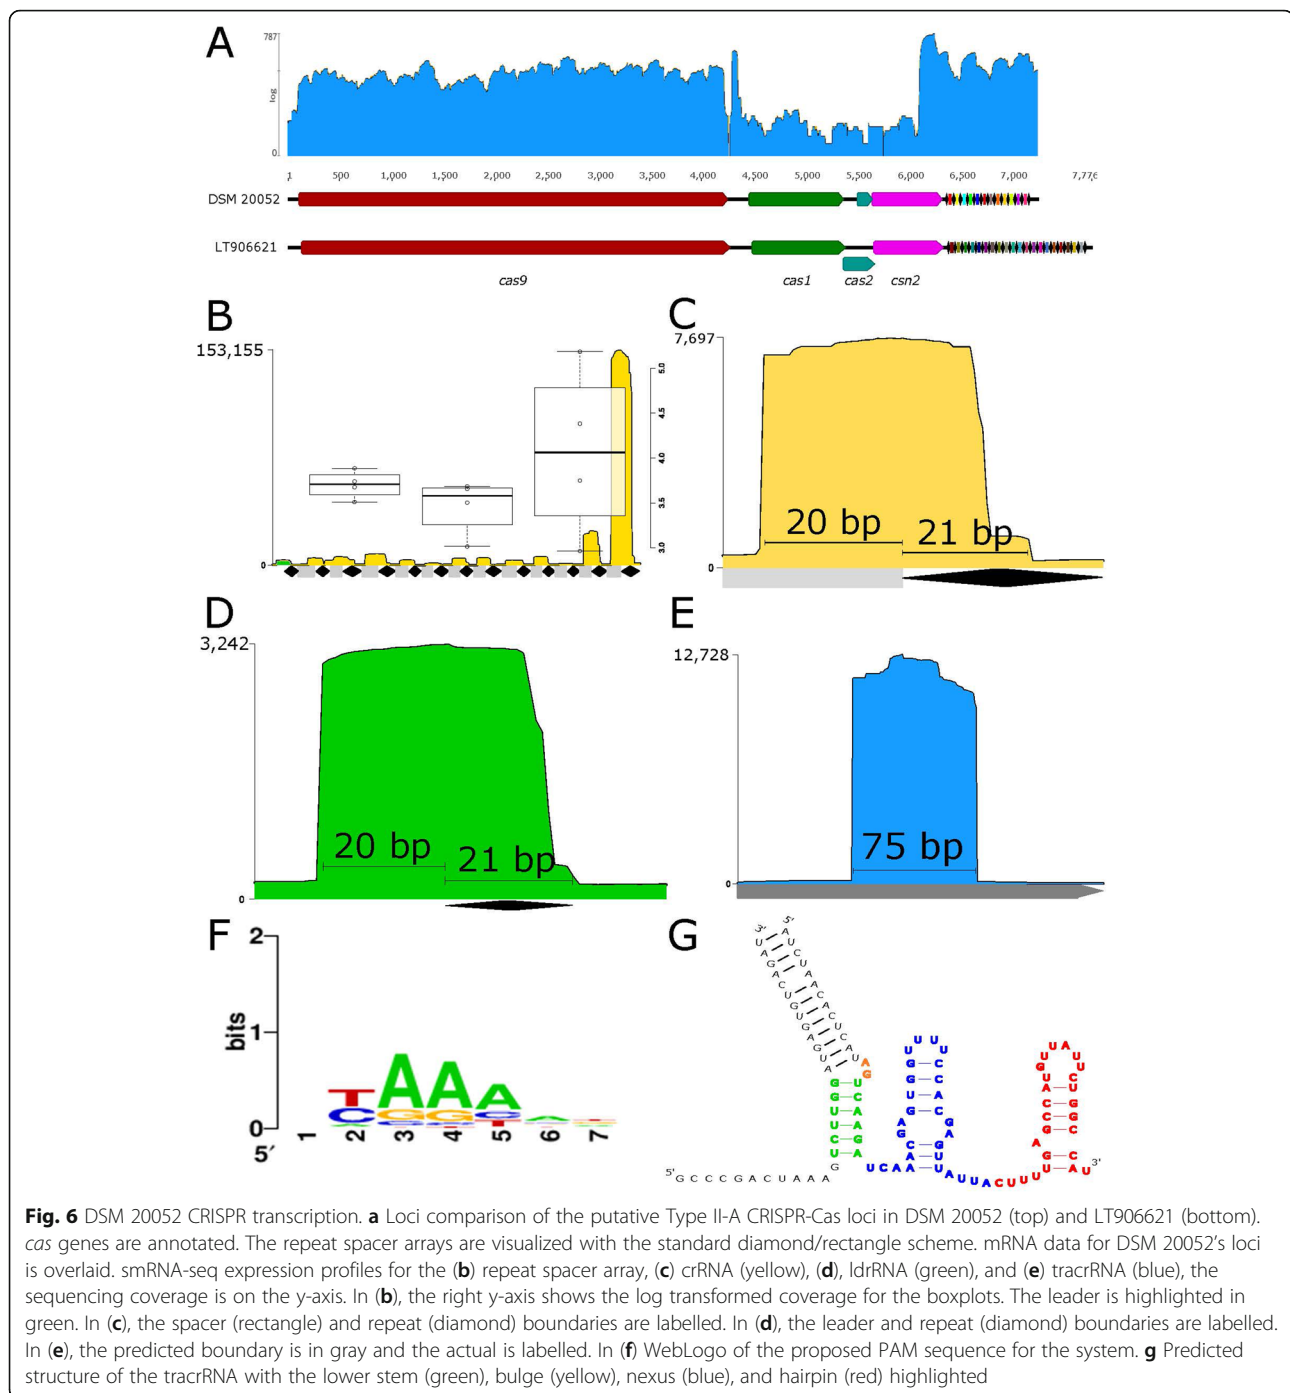 A
787
log
0
1 500 1,000 1,500 2,000 2,500 3,000 3,500 4,000 4,500 5,000 5,500 6,000 6,500 7,000 7,77
DSM 20052
LT906621
cas9 cas1 cas2 csn2
B
153,155
0
5.0
4.5
4.0
3.5
3.0
C
7,697
20 bp
21 bp
0
D
3,242
20 bp
21 bp
0
E
12,728
75 bp
0
F
2
1
0
bits
5'
1 2 3 4 5 6 7
G
5'
3'
5'
G C C C G A C U A A A
3'
Fig. 6 DSM 20052 CRISPR transcription. a Loci comparison of the putative Type II-A CRISPR-Cas loci in DSM 20052 (top) and LT906621 (bottom).
cas genes are annotated. The repeat spacer arrays are visualized with the standard diamond/rectangle scheme. mRNA data for DSM 20052's loci
is overlaid. smRNA-seq expression profiles for the (b) repeat spacer array, (c) crRNA (yellow), (d), ldrRNA (green), and (e) tracrRNA (blue), the
sequencing coverage is on the y-axis. In (b), the right y-axis shows the log transformed coverage for the boxplots. The leader is highlighted in
green. In (c), the spacer (rectangle) and repeat (diamond) boundaries are labelled. In (d), the leader and repeat (diamond) boundaries are labelled.
In (e), the predicted boundary is in gray and the actual is labelled. In (f) WebLogo of the proposed PAM sequence for the system. g Predicted
structure of the tracrRNA with the lower stem (green), bulge (yellow), nexus (blue), and hairpin (red) highlighted